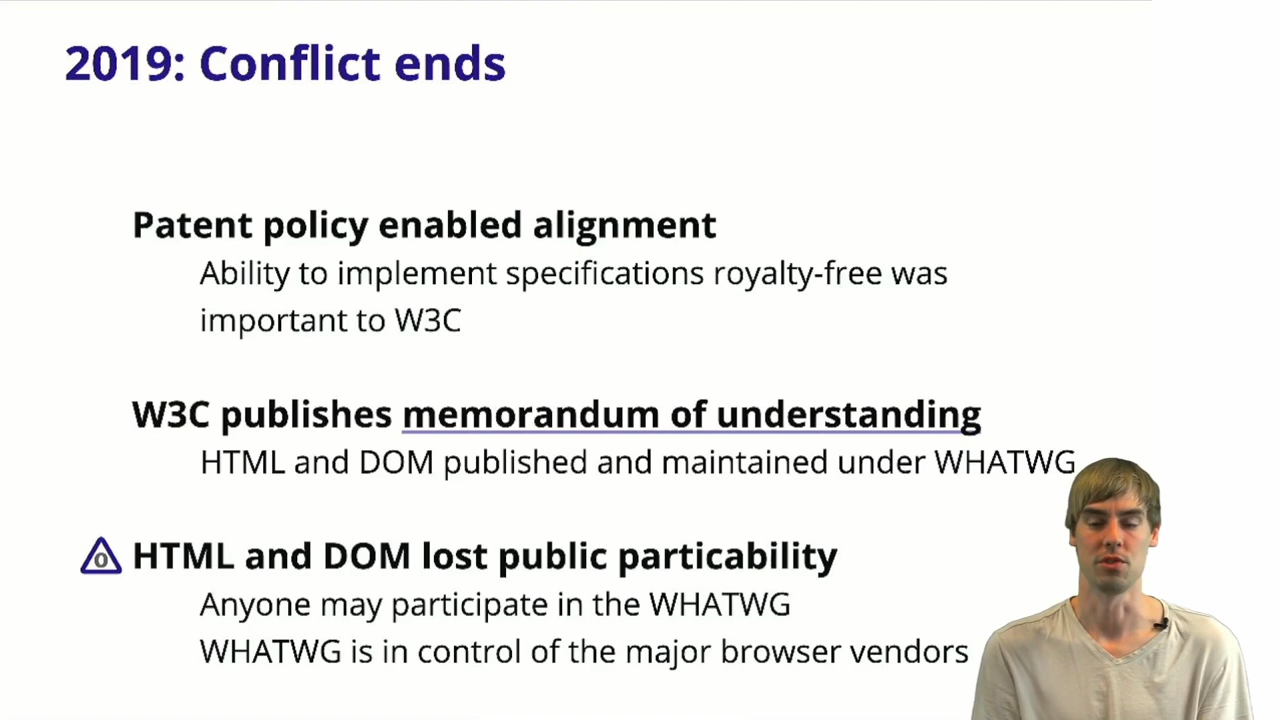 2019: Conflict ends
Patent policy enabled alignment
Ability to implement specifications royalty-free was
important to W3C
W3C publishes memorandum of understanding
HTML and DOM published and maintained under WHATWG
0 HTML and DOM lost public particability
Anyone may participate in the WHATWG
WHATWG is in control of the major browser vendors